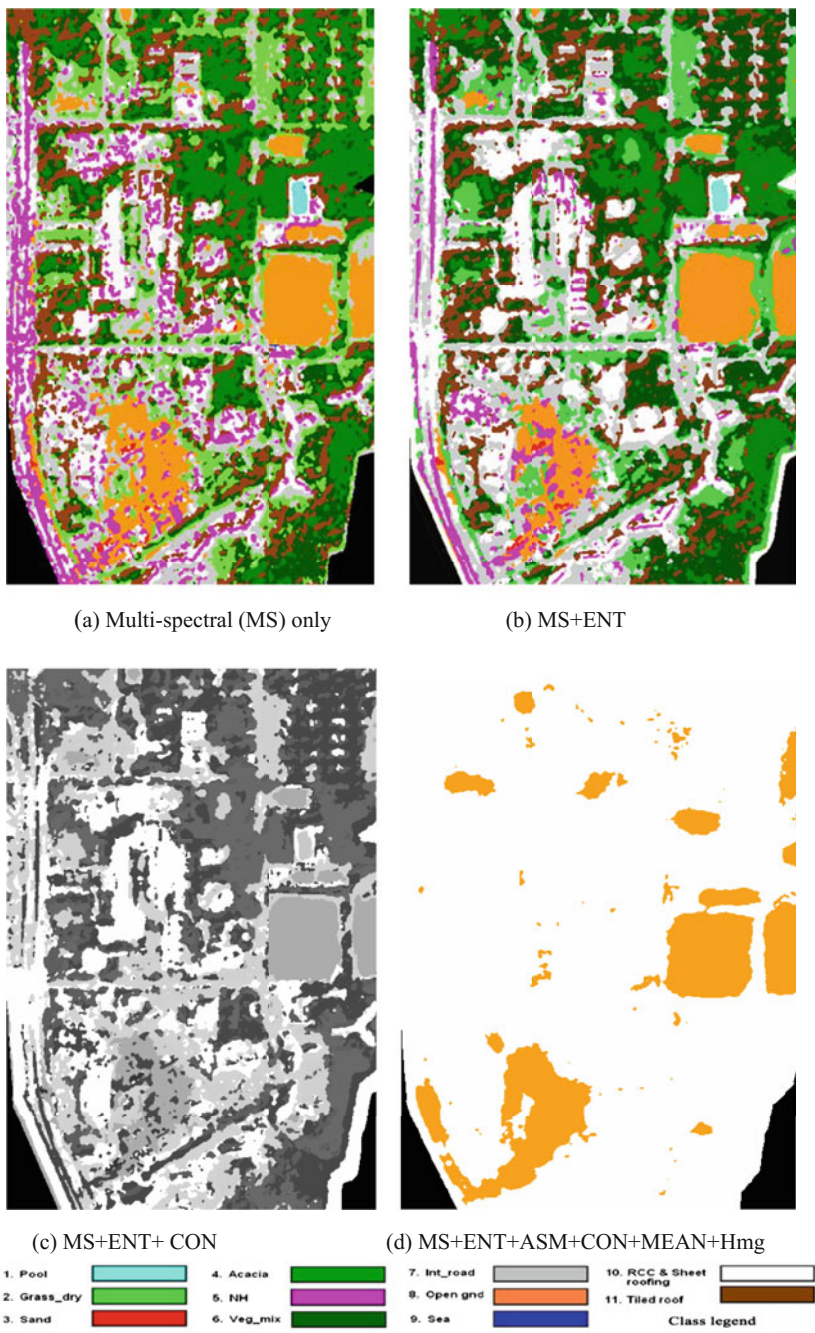 (a) Multi-spectral (MS) only (b) MS+ENT
(c) MS+ENT+ CON (d) MS+ENT+ASM+CON+MEAN+Hmg
1. Pool 4. Acacia 7. Int_road 10. RCC & Sheet
roofing
2. Grass_dry 5. NH 8. Open gnd 11. Tiled roof
3. Sand 6. Veg_mix 9. Sea Class legend